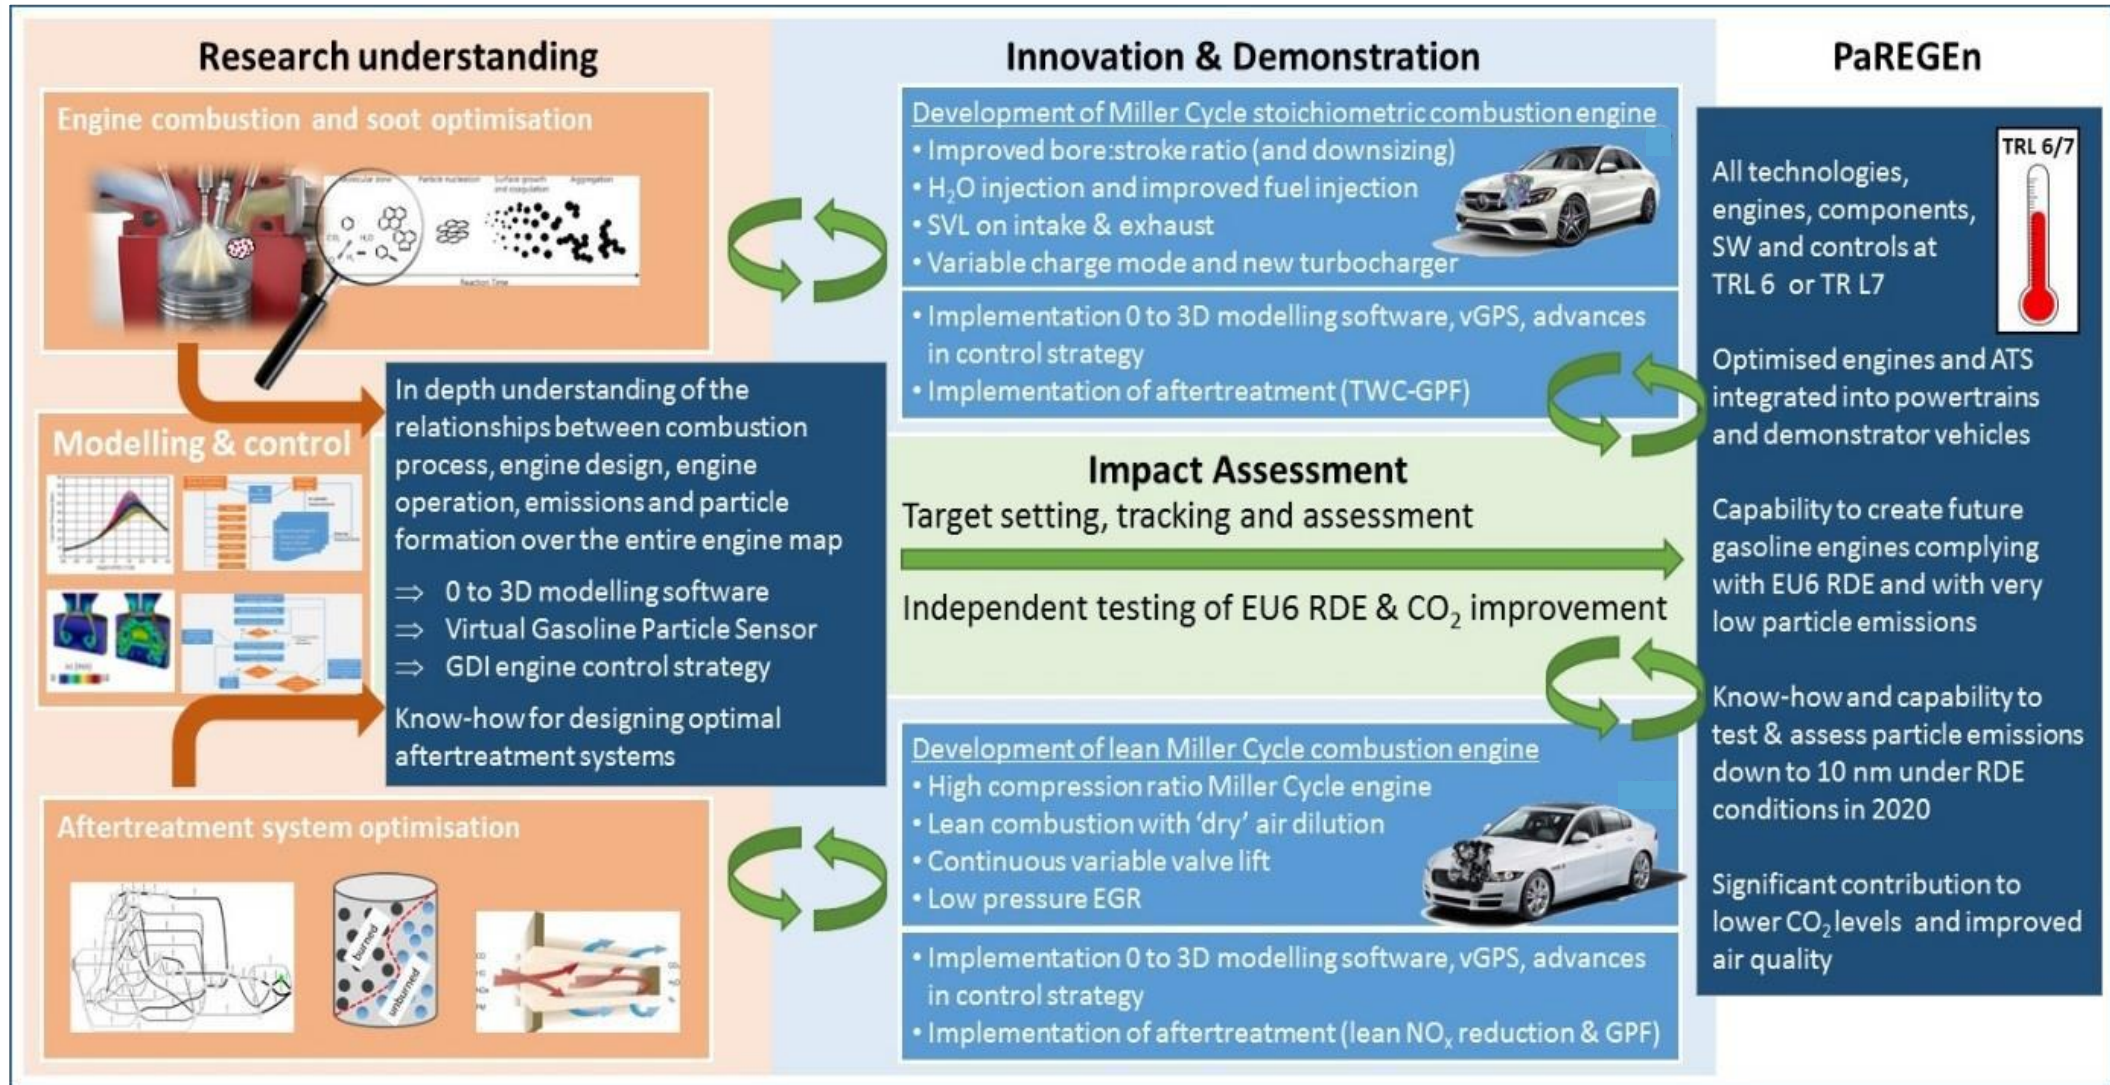 Research understanding
Engine combustion and soot optimisation
Particle nucleation
Surface growth
and coagulation
Aggregation
H₂O
Reaction Time
Modelling & control
In depth understanding of the
relationships between combustion
process, engine design, engine
operation, emissions and particle
formation over the entire engine map
⇒ 0 to 3D modelling software
⇒ Virtual Gasoline Particle Sensor
⇒ GDI engine control strategy
Know-how for designing optimal
aftertreatment systems
Aftertreatment system optimisation
burned
unburned
Innovation & Demonstration
Development of Miller Cycle stoichiometric combustion engine
• Improved bore:stroke ratio (and downsizing)
• H₂O injection and improved fuel injection
• SVL on intake & exhaust
• Variable charge mode and new turbocharger
• Implementation 0 to 3D modelling software, vGPS, advances
in control strategy
• Implementation of aftertreatment (TWC-GPF)
Impact Assessment
Target setting, tracking and assessment
Independent testing of EU6 RDE & CO₂ improvement
Development of lean Miller Cycle combustion engine
• High compression ratio Miller Cycle engine
• Lean combustion with ‘dry’ air dilution
• Continuous variable valve lift
• Low pressure EGR
• Implementation 0 to 3D modelling software, vGPS, advances
in control strategy
• Implementation of aftertreatment (lean NOₓ reduction & GPF)
PaREGEn
TRL 6/7
All technologies,
engines, components,
SW and controls at
TRL 6 or TR L7
Optimised engines and ATS
integrated into powertrains
and demonstrator vehicles
Capability to create future
gasoline engines complying
with EU6 RDE and with very
low particle emissions
Know-how and capability to
test & assess particle emissions
down to 10 nm under RDE
conditions in 2020
Significant contribution to
lower CO₂ levels and improved
air quality